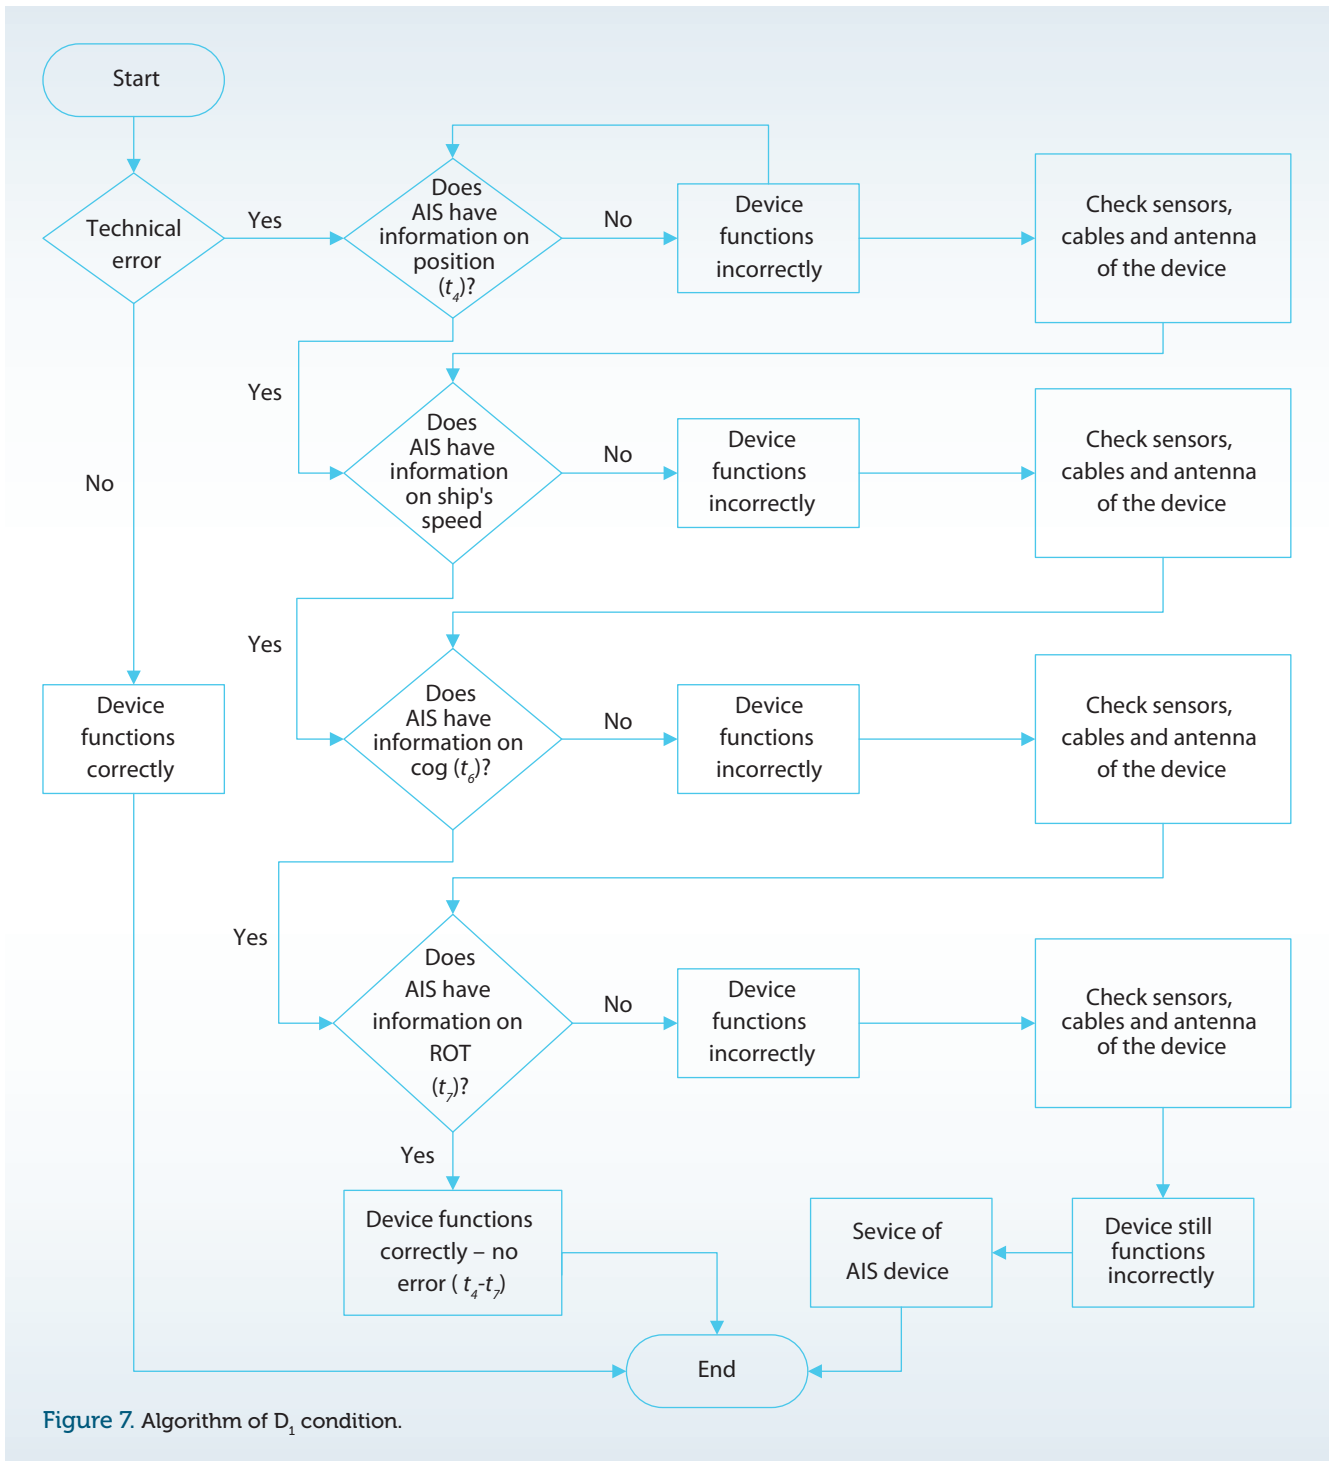 Start
Technical
error
Yes
Does
AIS have
information on
position
(t4)?
No
Device
functions
incorrectly
Check sensors,
cables and antenna
of the device
Yes
Does
AIS have
information
on ship's
speed
No
Device
functions
incorrectly
Check sensors,
cables and antenna
of the device
No
Yes
Does
AIS have
information on
cog (t6)?
No
Device
functions
incorrectly
Check sensors,
cables and antenna
of the device
Device
functions
correctly
Yes
Does
AIS have
information on
ROT
(t7)?
No
Device
functions
incorrectly
Check sensors,
cables and antenna
of the device
Yes
Device functions
correctly – no
error ( t4-t7)
Sevice of
AIS device
Device still
functions
incorrectly
End
Figure 7. Algorithm of D1 condition.